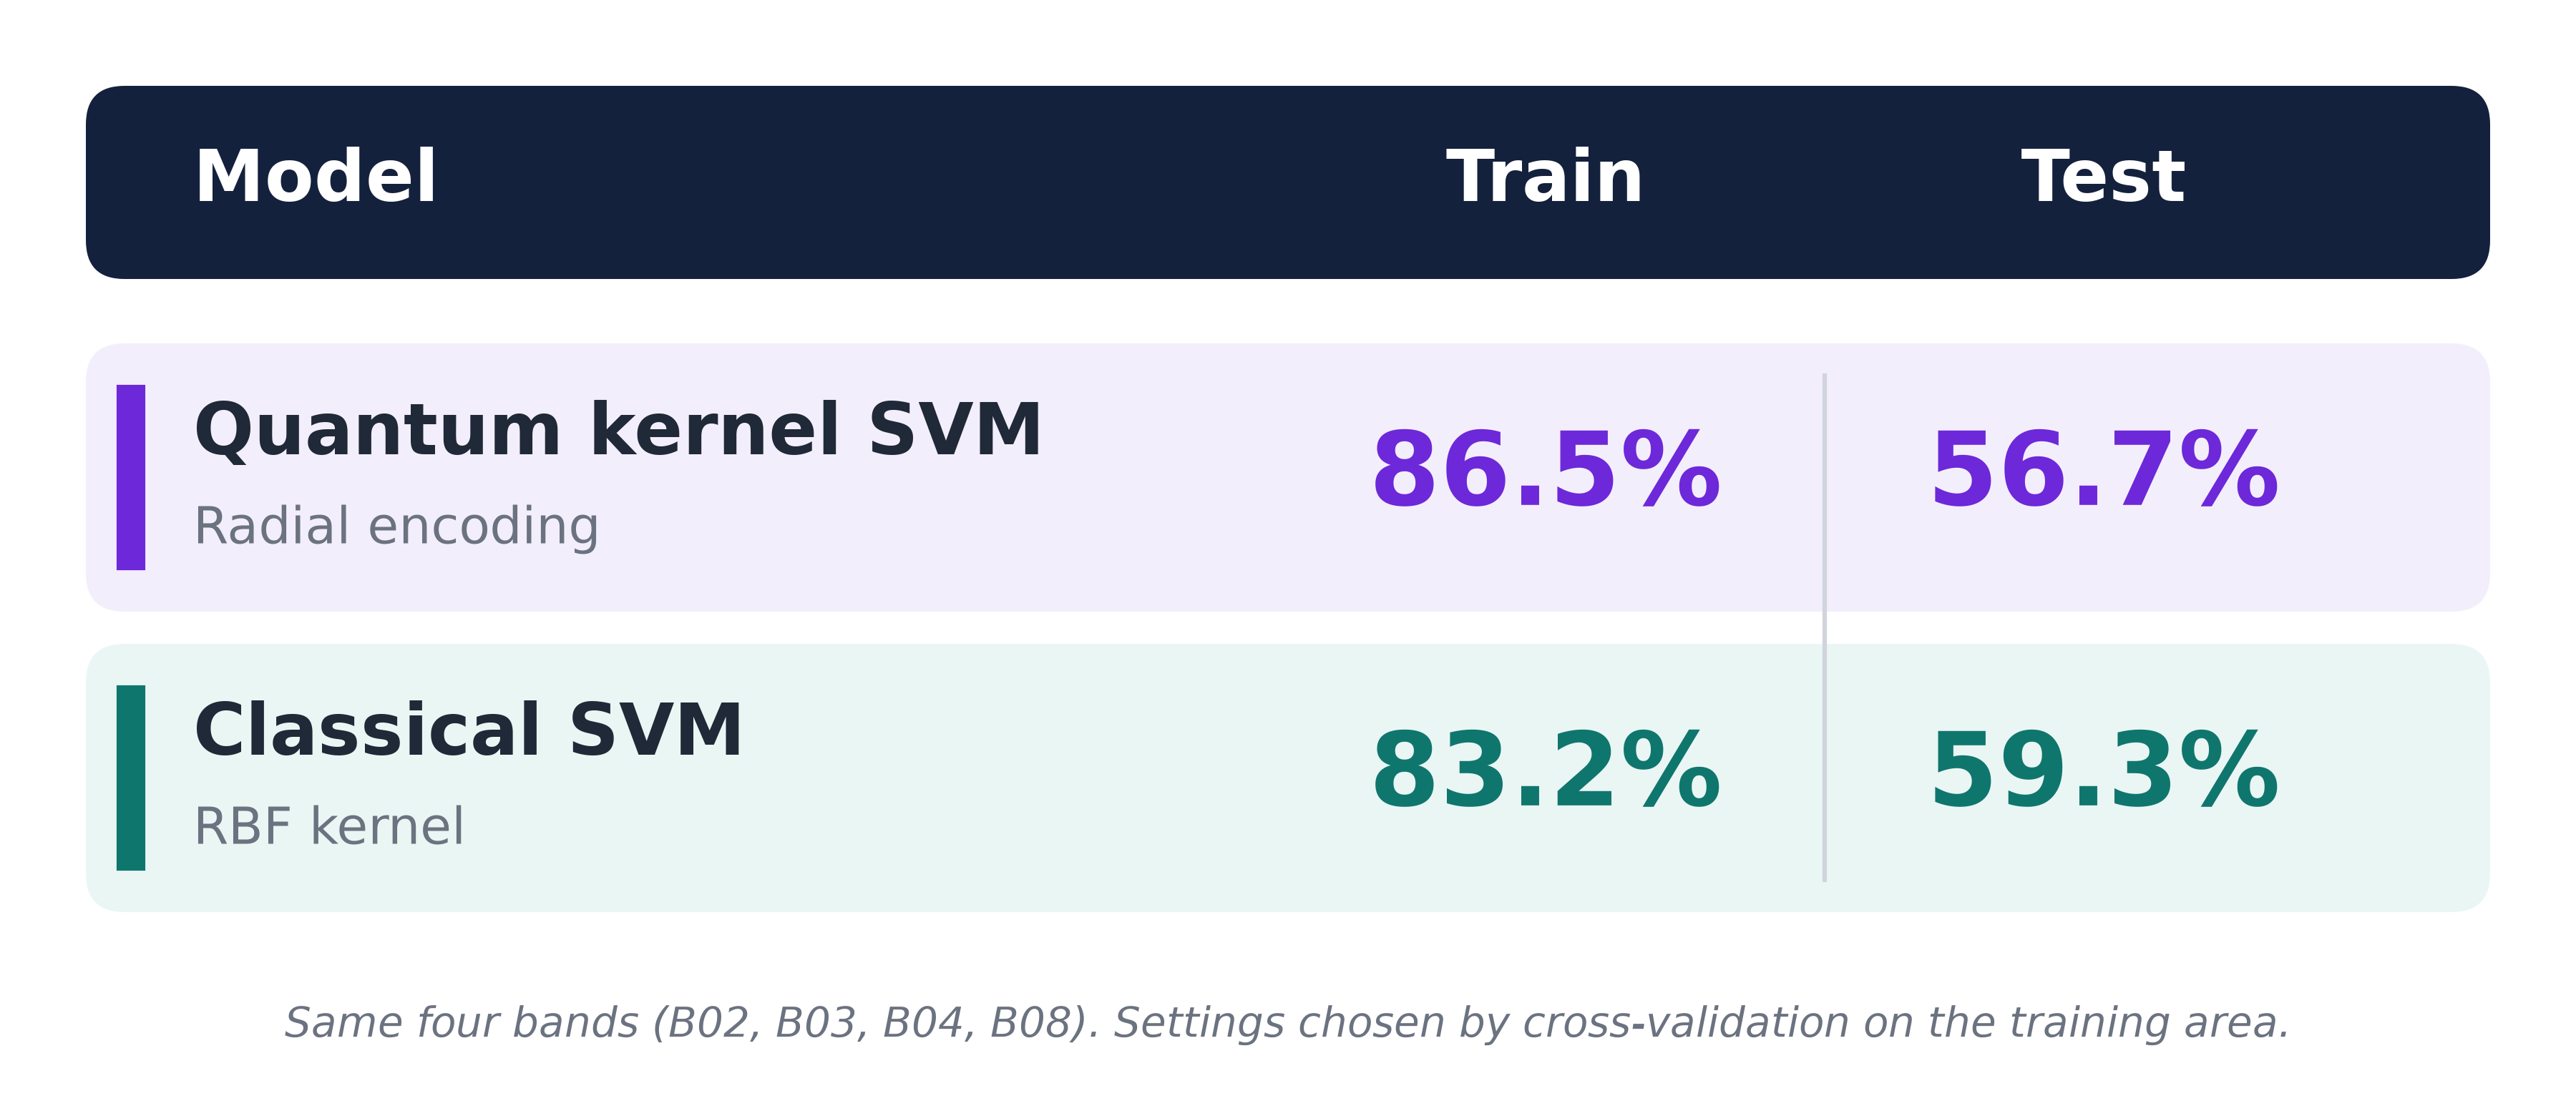 Model Train Test
Quantum kernel SVM
Radial encoding
86.5% 56.7%
Classical SVM
RBF kernel
83.2% 59.3%
Same four bands (B02, B03, B04, B08). Settings chosen by cross-validation on the training area.